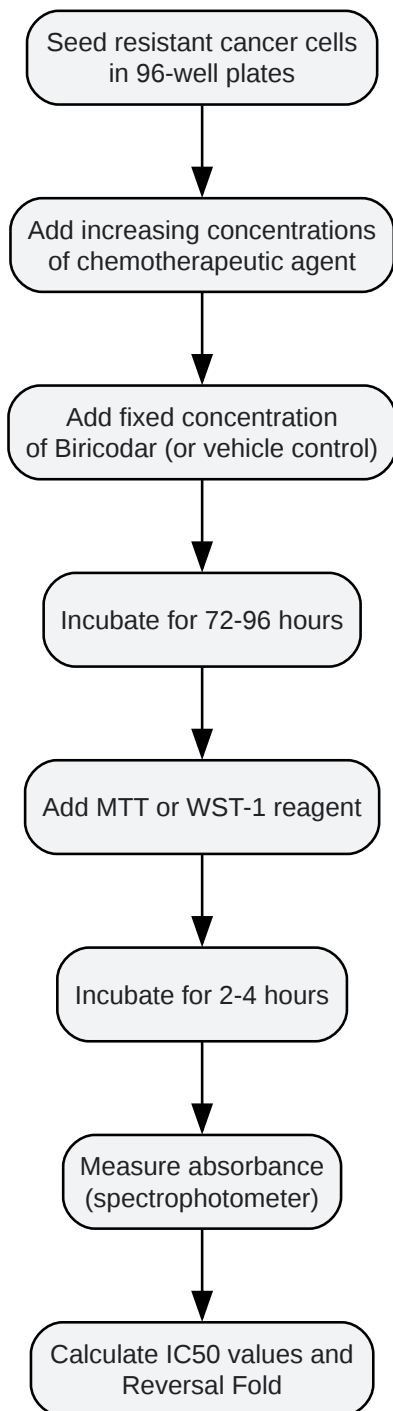 Seed resistant cancer cells
in 96-well plates
Add increasing concentrations
of chemotherapeutic agent
Add fixed concentration
of Biricodar (or vehicle control)
Incubate for 72-96 hours
Add MTT or WST-1 reagent
Incubate for 2-4 hours
Measure absorbance
(spectrophotometer)
Calculate IC50 values and
Reversal Fold